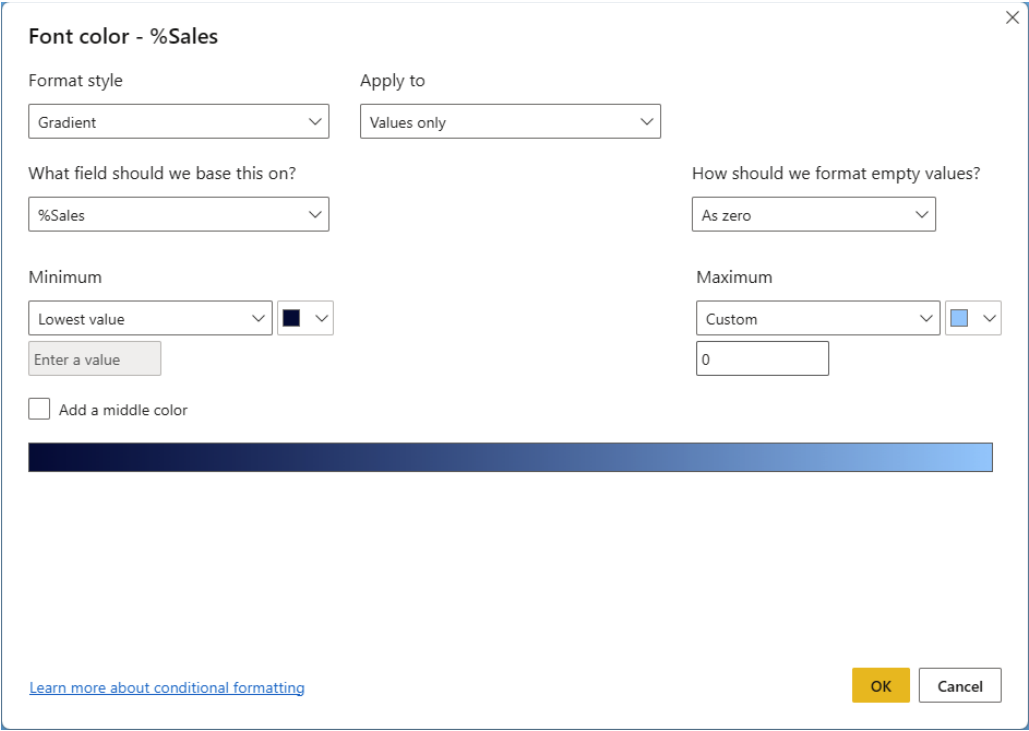 Font color - %Sales
Format style
Apply to
Gradient
Values only
What field should we base this on?
How should we format empty values?
%Sales
As zero
Minimum
Maximum
Lowest value
Custom
Enter a value
0
Add a middle color
Learn more about conditional formatting
OK
Cancel